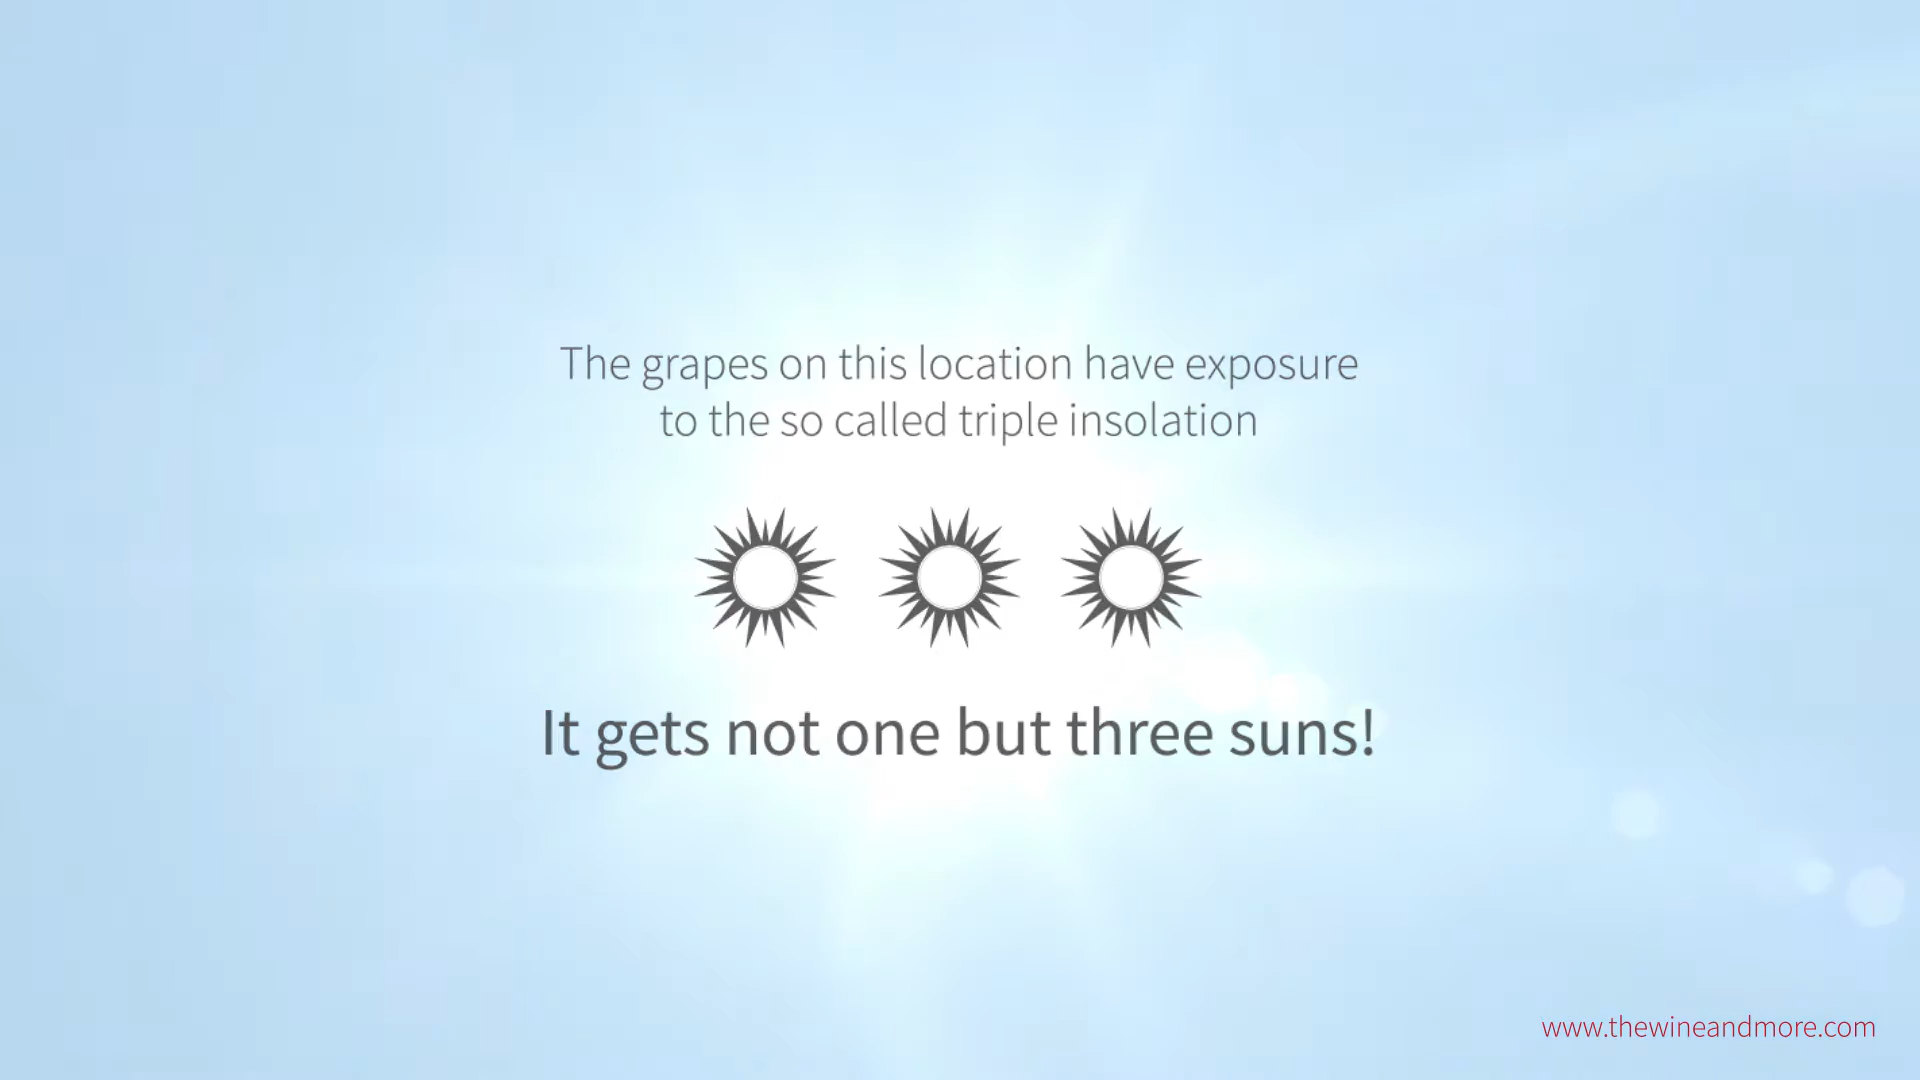 The grapes on this location have exposure
to the so called triple insolation
It gets not one but three suns!
www.thewineandmore.com